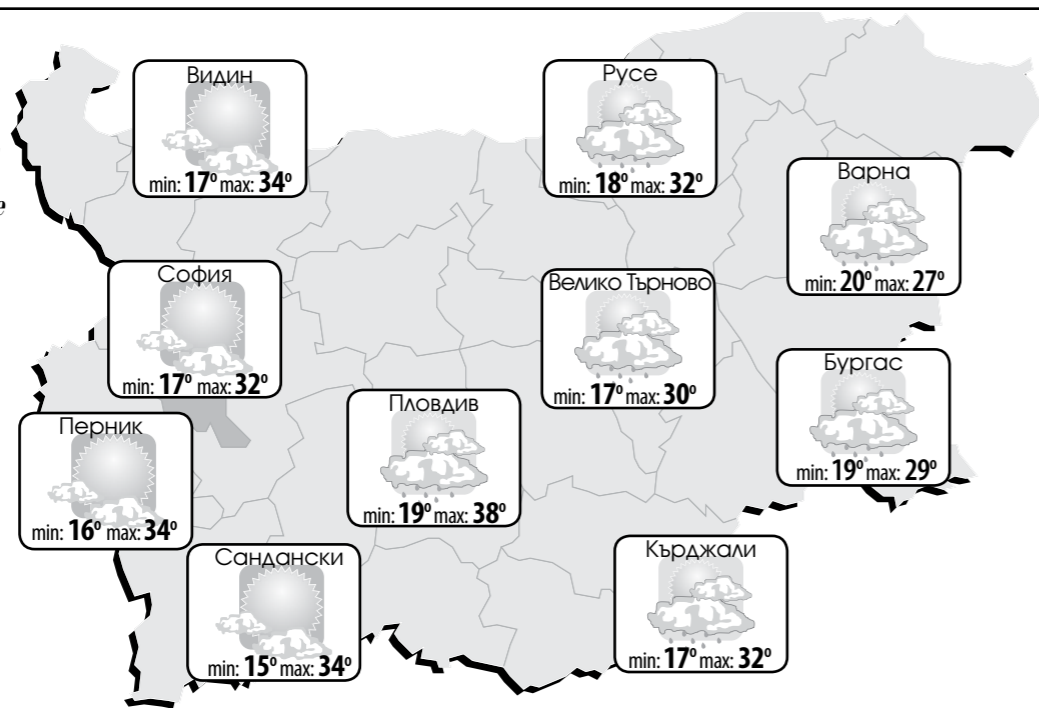 Видин
min: 17° max: 34°
Русе
min: 18° max: 32°
е
Варна
min: 20° max: 27°
София
min: 17° max: 32°
Велико Търново
min: 17° max: 30°
Бургас
min: 19° max: 29°
Пловдив
min: 19° max: 38°
Перник
min: 16° max: 34°
Сандански
min: 15° max: 34°
Кърджали
min: 17° max: 32°